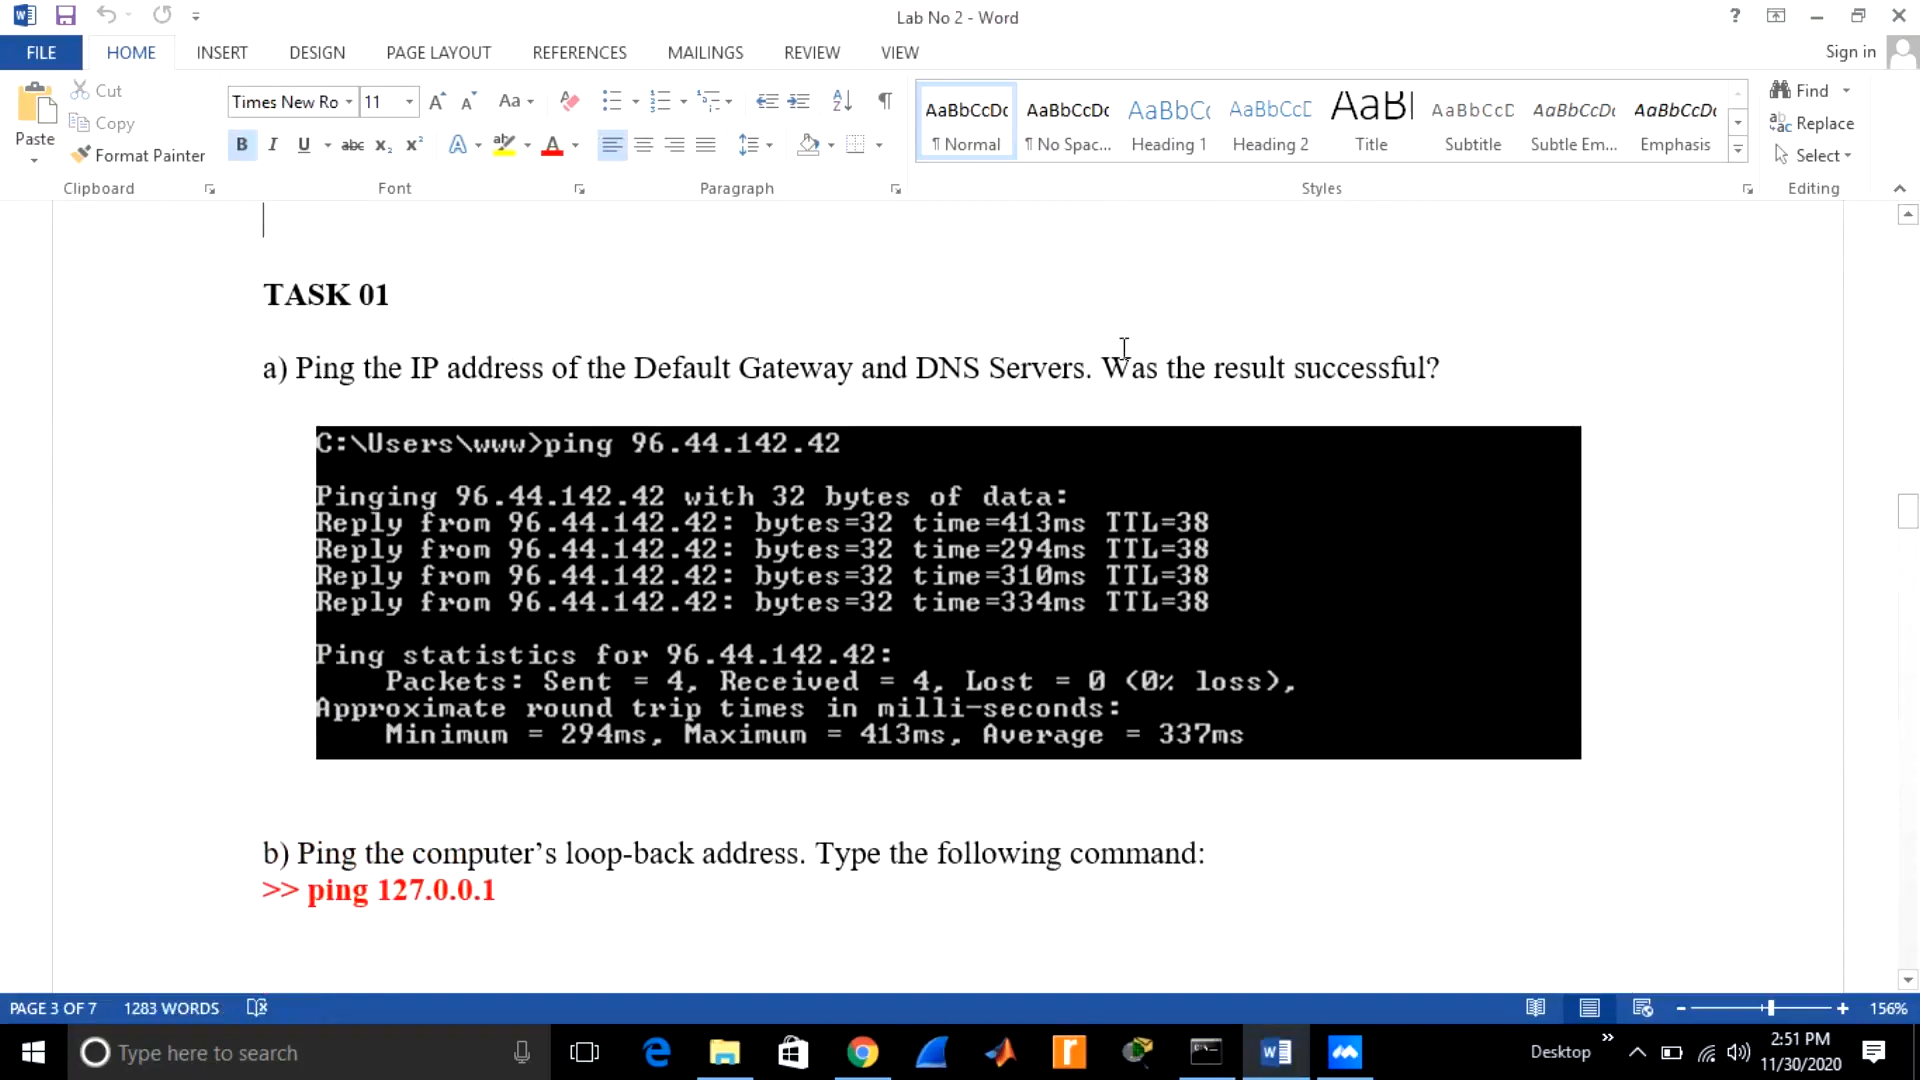 Lab No 2 - Word
?
FILE HOME INSERT DESIGN PAGE LAYOUT REFERENCES MAILINGS REVIEW VIEW Sign in
Paste Cut Copy Format Painter
Clipboard
Times New Ro 11 Aa
B I U abc X₂ X² A ab A
Font
A Z ¶
Paragraph
AaBbCcDc AaBbCcDc AaBbCc AaBbCcD AaBl AaBbCcD AaBbCcDc AaBbCcDc
¶ Normal ¶ No Spac... Heading 1 Heading 2 Title Subtitle Subtle Em... Emphasis
Styles
Find
Replace
Select
Editing
TASK 01
a) Ping the IP address of the Default Gateway and DNS Servers. Was the result successful?
C:\Users\www>ping 96.44.142.42
Pinging 96.44.142.42 with 32 bytes of data:
Reply from 96.44.142.42: bytes=32 time=413ms TTL=38
Reply from 96.44.142.42: bytes=32 time=294ms TTL=38
Reply from 96.44.142.42: bytes=32 time=310ms TTL=38
Reply from 96.44.142.42: bytes=32 time=334ms TTL=38
Ping statistics for 96.44.142.42:
Packets: Sent = 4, Received = 4, Lost = 0 (0% loss),
Approximate round trip times in milli-seconds:
Minimum = 294ms, Maximum = 413ms, Average = 337ms
b) Ping the computer’s loop-back address. Type the following command:
>> ping 127.0.0.1
PAGE 3 OF 7 1283 WORDS 156%
Type here to search
Desktop
2:51 PM
11/30/2020